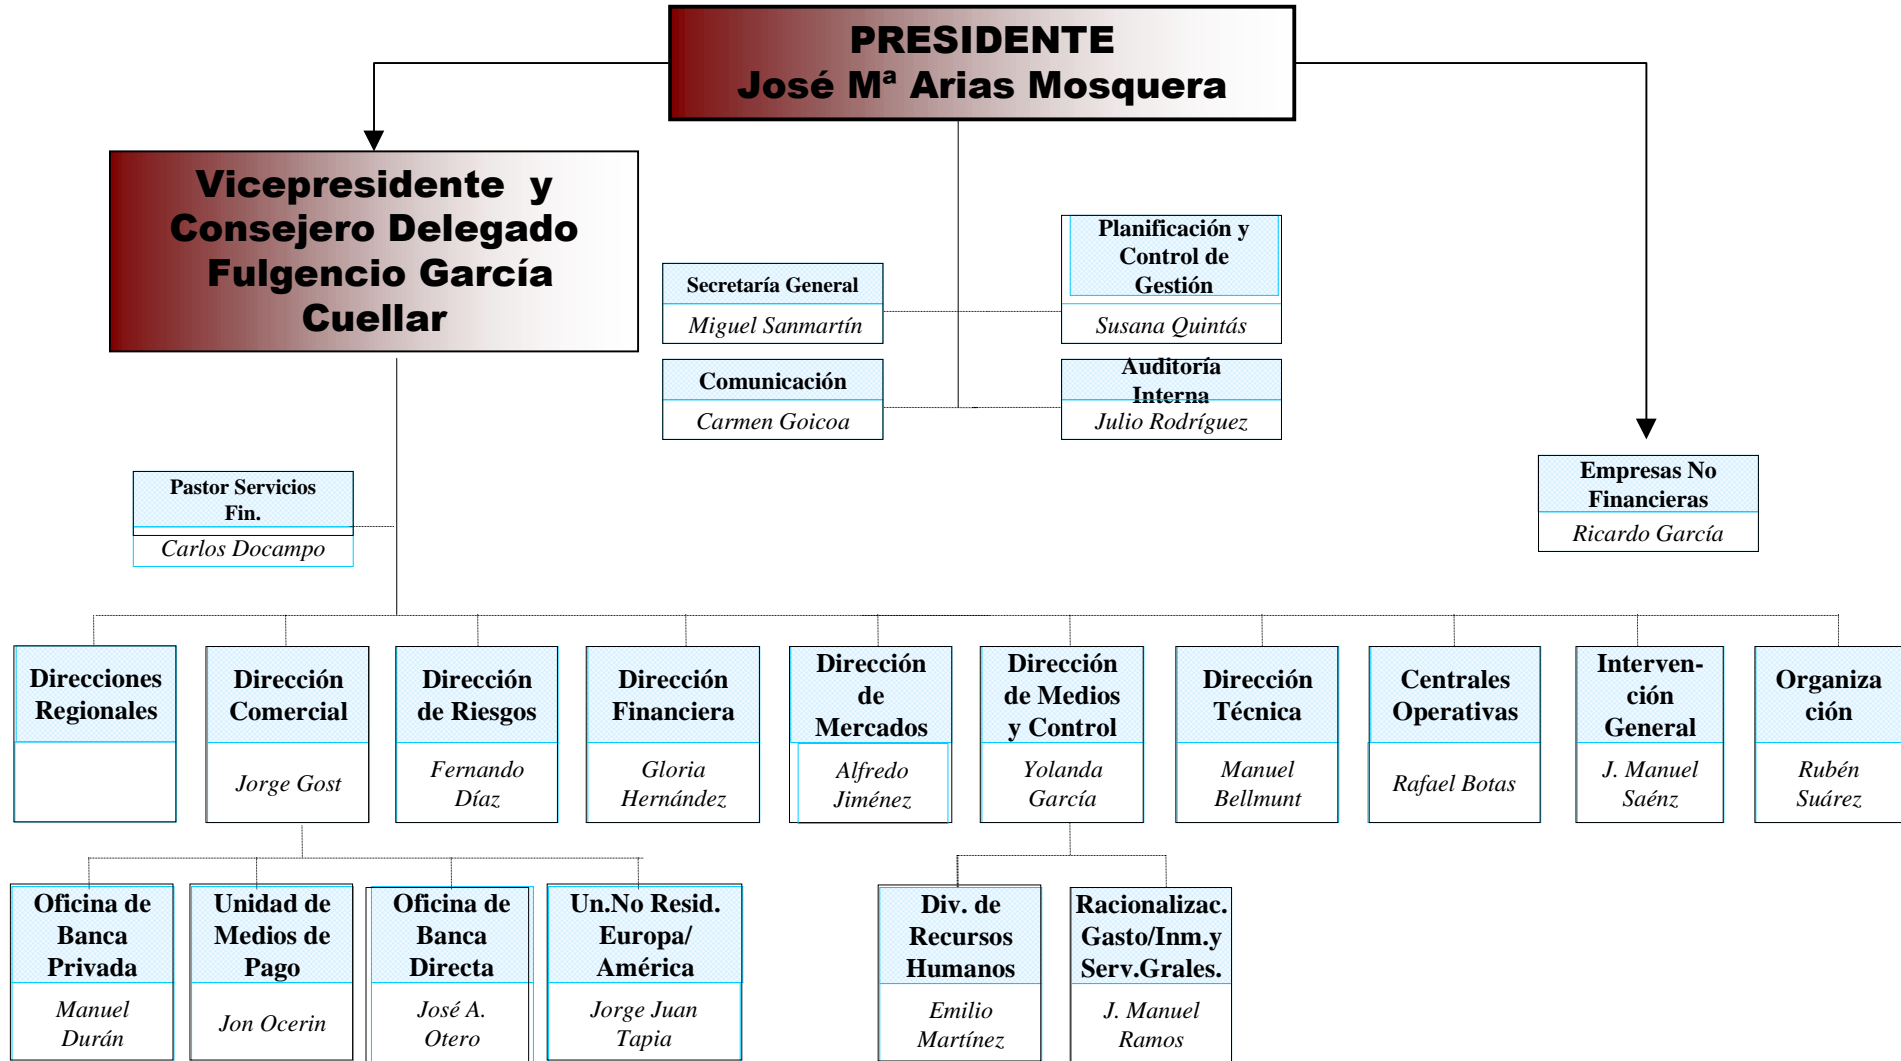 PRESIDENTE
José Mª Arias Mosquera
Vicepresidente y
Consejero Delegado
Fulgencio García
Cuellar
Planificación y
Control de
Gestión
Susana Quintás
Secretaría General
Miguel Sanmartín
Comunicación
Carmen Goicoa
Auditoría
Interna
Julio Rodríguez
Pastor Servicios
Fin.
Carlos Docampo
Empresas No
Financieras
Ricardo García
Direcciones
Regionales
Dirección
Comercial
Jorge Gost
Dirección
de Riesgos
Fernando
Díaz
Dirección
Financiera
Gloria
Hernández
Dirección
de
Mercados
Alfredo
Jiménez
Dirección
de Medios
y Control
Yolanda
García
Dirección
Técnica
Manuel
Bellmunt
Centrales
Operativas
Rafael Botas
Interven-
ción
General
J. Manuel
Saénz
Organiza
ción
Rubén
Suárez
Oficina de
Banca
Privada
Manuel
Durán
Unidad de
Medios de
Pago
Jon Ocerin
Oficina de
Banca
Directa
José A.
Otero
Un.No Resid.
Europa/
América
Jorge Juan
Tapia
Div. de
Recursos
Humanos
Emilio
Martínez
Racionalizac.
Gasto/Inm.y
Serv.Grales.
J. Manuel
Ramos